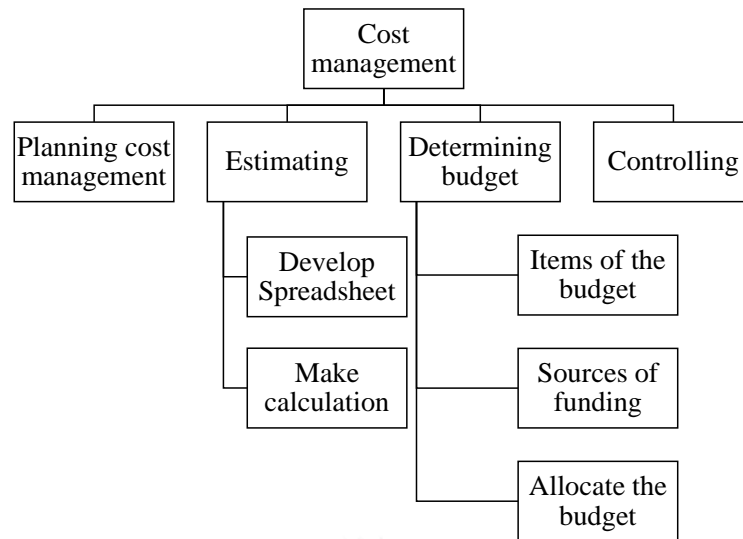 Cost
management
Planning cost
management
Estimating
Determining
budget
Controlling
Develop
Spreadsheet
Make
calculation
Items of the
budget
Sources of
funding
Allocate the
budget